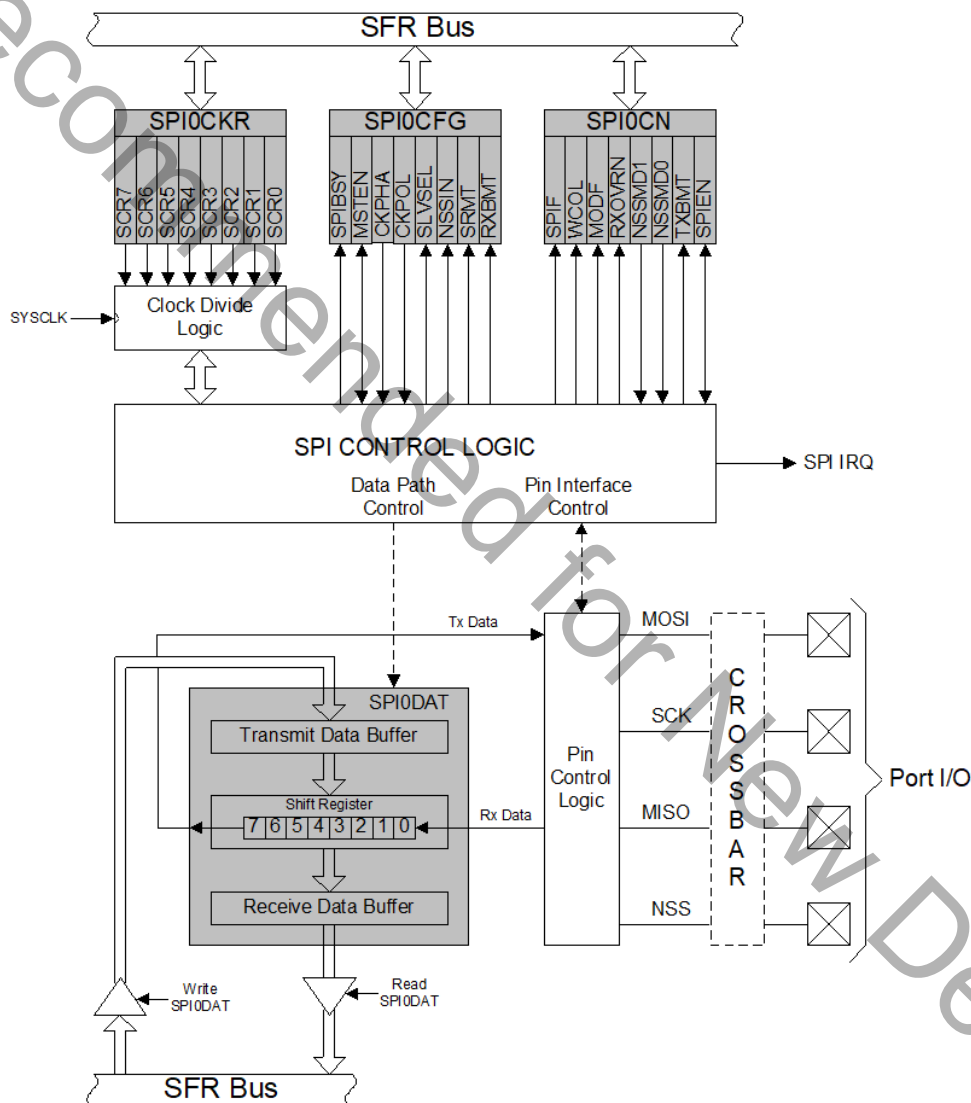 SFR Bus
SPI0CKR
SCR7
SCR6
SCR5
SCR4
SCR3
SCR2
SCR1
SCR0
SPI0CFG
SPIBSY
MSTEN
CKPHA
CKPOL
SLVSEL
NSSIN
SRMT
RXBMT
SPI0CN
SPIF
WCOL
MODF
RXOVRN
NSSMD1
NSSMD0
TXBMT
SPIEN
SYSCLK
Clock Divide
Logic
SPI CONTROL LOGIC
Data Path
Control
Pin Interface
Control
SPI IRQ
Tx Data
MOSI
SPI0DAT
Transmit Data Buffer
SCK
Shift Register
7 6 5 4 3 2 1 0
Rx Data
Pin
Control
Logic
MISO
Receive Data Buffer
NSS
CROSSBAR
Port I/O
Write
SPI0DAT
Read
SPI0DAT
SFR Bus
ecommended for New De